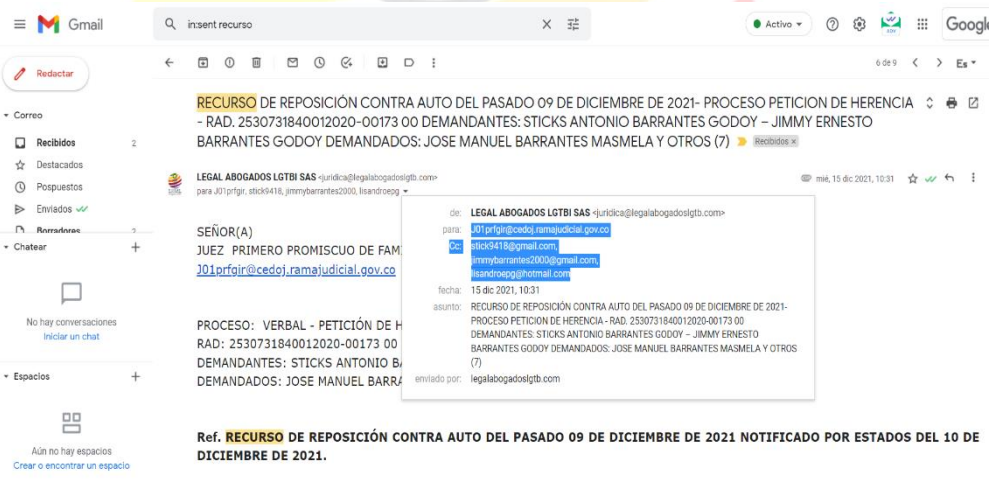 Gmail
in:sent recurso
Activo
Google
Redactar
6 de 9
Es
Correo
Recibidos 2
Destacados
Pospuestos
Enviados
Borradores 2
Chatear
No hay conversaciones
Iniciar un chat
Espacios
Aún no hay espacios
Crear o encontrar un espacio
RECURSO DE REPOSICIÓN CONTRA AUTO DEL PASADO 09 DE DICIEMBRE DE 2021- PROCESO PETICION DE HERENCIA
- RAD. 2530731840012020-00173 00 DEMANDANTES: STICKS ANTONIO BARRANTES GODOY – JIMMY ERNESTO
BARRANTES GODOY DEMANDADOS: JOSE MANUEL BARRANTES MASMELA Y OTROS (7) Recibidos ×
LEGAL ABOGADOS LGTBI SAS <juridica@legalabogadoslgtb.com>
mié, 15 dic 2021, 10:31
para J01prfgir, stick9418, jimmybarrantes2000, lisandroepg
de: LEGAL ABOGADOS LGTBI SAS <juridica@legalabogadoslgtb.com>
para: J01prfgir@cedoj.ramajudicial.gov.co
Cc: stick9418@gmail.com,
jimmybarrantes2000@gmail.com,
lisandroepg@hotmail.com
fecha: 15 dic 2021, 10:31
asunto: RECURSO DE REPOSICIÓN CONTRA AUTO DEL PASADO 09 DE DICIEMBRE DE 2021-
PROCESO PETICION DE HERENCIA - RAD. 2530731840012020-00173 00
DEMANDANTES: STICKS ANTONIO BARRANTES GODOY – JIMMY ERNESTO
BARRANTES GODOY DEMANDADOS: JOSE MANUEL BARRANTES MASMELA Y OTROS
(7)
enviado por: legalabogadoslgtb.com
SEÑOR(A)
JUEZ PRIMERO PROMISCUO DE FAM
J01prfgir@cedoj.ramajudicial.gov.co
PROCESO: VERBAL - PETICIÓN DE H
RAD: 2530731840012020-00173 00
DEMANDANTES: STICKS ANTONIO B
DEMANDADOS: JOSE MANUEL BARRA
Ref. RECURSO DE REPOSICIÓN CONTRA AUTO DEL PASADO 09 DE DICIEMBRE DE 2021 NOTIFICADO POR ESTADOS DEL 10 DE
DICIEMBRE DE 2021.